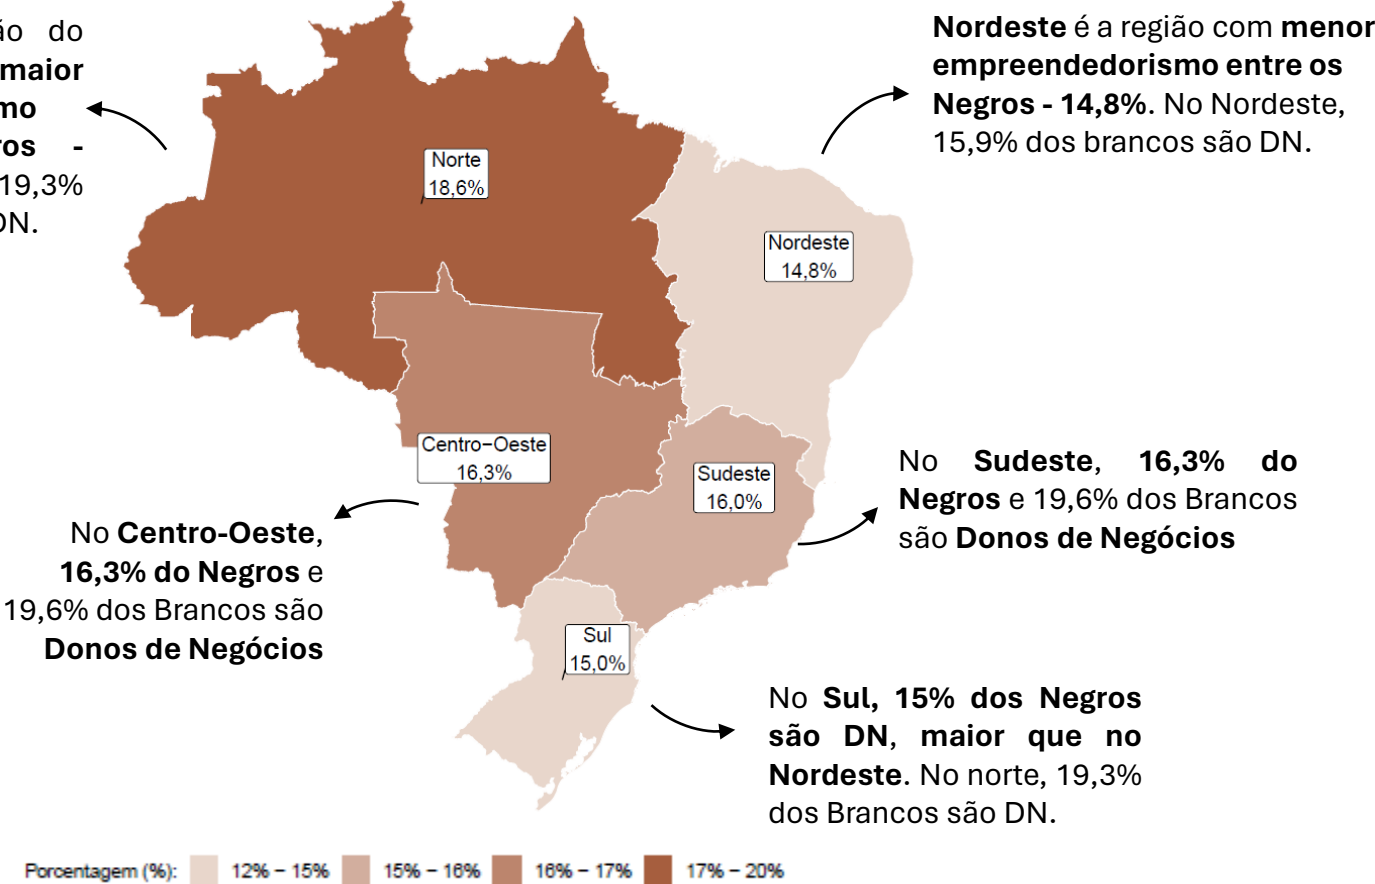 ão do
maior
mo
ros -
19,3%
DN.
Nordeste é a região com menor
empreendedorismo entre os
Negros - 14,8%. No Nordeste,
15,9% dos brancos são DN.
Norte
18,6%
Nordeste
14,8%
Centro-Oeste
16,3%
Sudeste
16,0%
No Sudeste, 16,3% do
Negros e 19,6% dos Brancos
são Donos de Negócios
No Centro-Oeste,
16,3% do Negros e
19,6% dos Brancos são
Donos de Negócios
Sul
15,0%
No Sul, 15% dos Negros
são DN, maior que no
Nordeste. No norte, 19,3%
dos Brancos são DN.
Porcentagem (%): 12% - 15% 15% - 16% 16% - 17% 17% - 20%